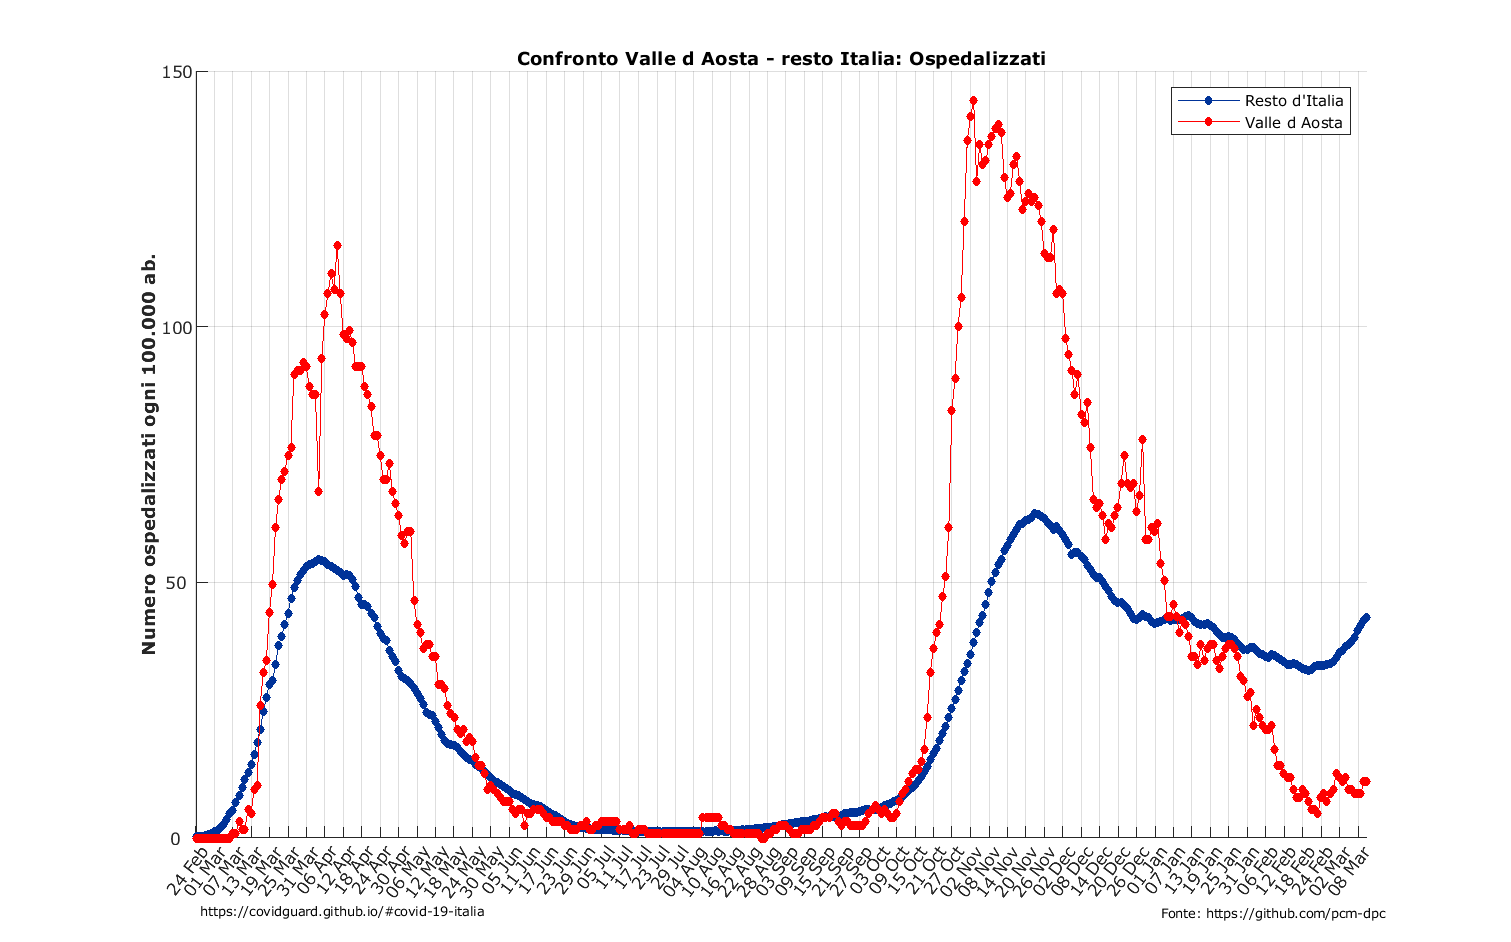 Confronto Valle d Aosta - resto Italia: Ospedalizzati
Resto d'Italia
Valle d Aosta
Numero ospedalizzati ogni 100.000 ab.
150
100
50
0
24 Feb
01 Mar
07 Mar
13 Mar
19 Mar
25 Mar
31 Mar
06 Apr
12 Apr
18 Apr
24 Apr
30 Apr
06 May
12 May
18 May
24 May
30 May
05 Jun
11 Jun
17 Jun
23 Jun
29 Jun
05 Jul
11 Jul
17 Jul
23 Jul
29 Jul
04 Aug
10 Aug
16 Aug
22 Aug
28 Aug
03 Sep
09 Sep
15 Sep
21 Sep
27 Sep
03 Oct
09 Oct
15 Oct
21 Oct
27 Oct
02 Nov
08 Nov
14 Nov
20 Nov
26 Nov
02 Dec
08 Dec
14 Dec
20 Dec
26 Dec
01 Jan
07 Jan
13 Jan
19 Jan
25 Jan
31 Jan
06 Feb
12 Feb
18 Feb
24 Feb
02 Mar
08 Mar
https://covidguard.github.io/#covid-19-italia
Fonte: https://github.com/pcm-dpc